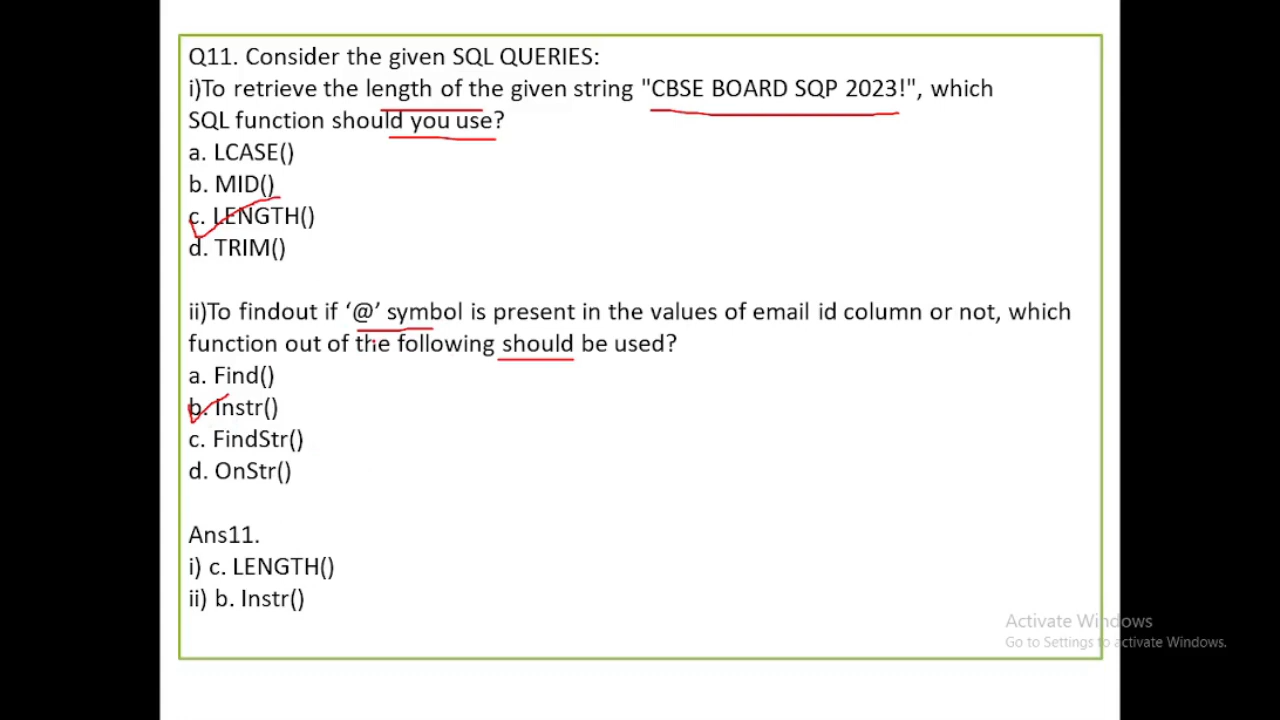 Q11. Consider the given SQL QUERIES:
i)To retrieve the length of the given string "CBSE BOARD SQP 2023!", which
SQL function should you use?
a. LCASE()
b. MID()
c. LENGTH()
d. TRIM()
ii)To findout if ‘@’ symbol is present in the values of email id column or not, which
function out of the following should be used?
a. Find()
b. Instr()
c. FindStr()
d. OnStr()
Ans11.
i) c. LENGTH()
ii) b. Instr()
Activate Windows
Go to Settings to activate Windows.